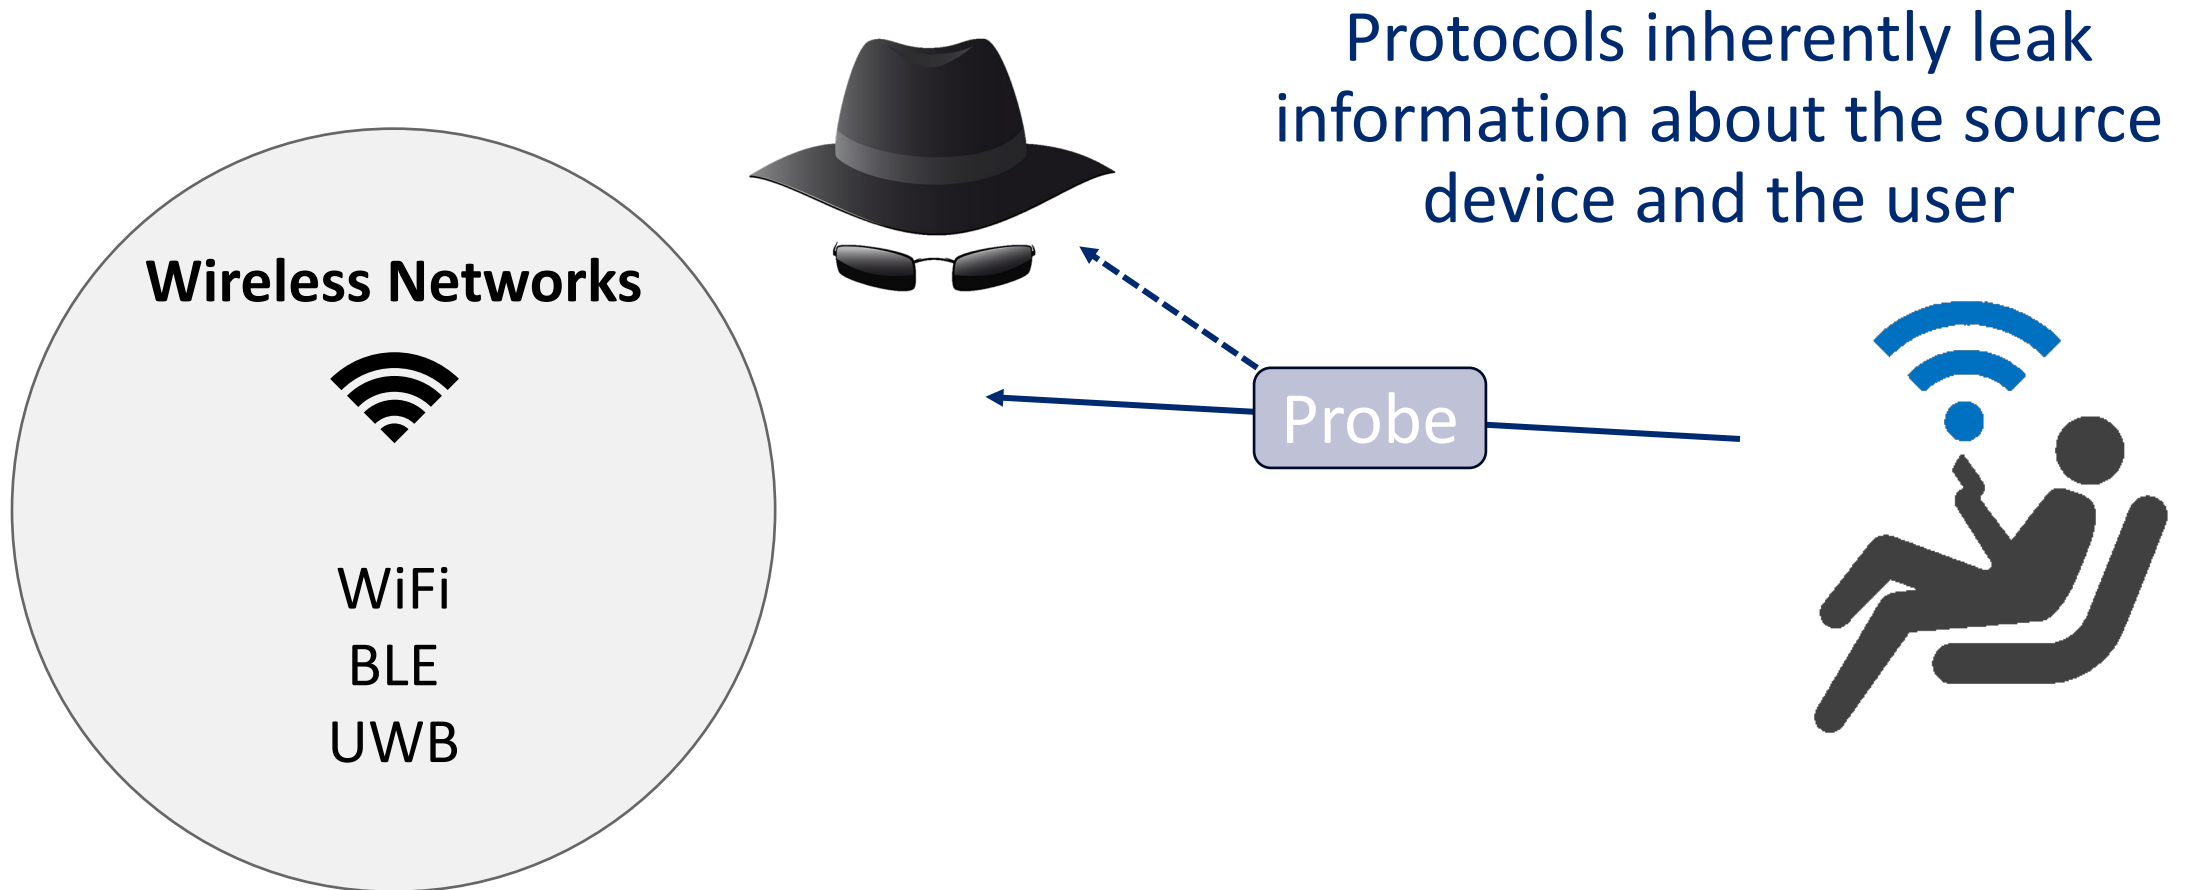 Protocols inherently leak
information about the source
device and the user
Wireless Networks
WiFi
BLE
UWB
Probe